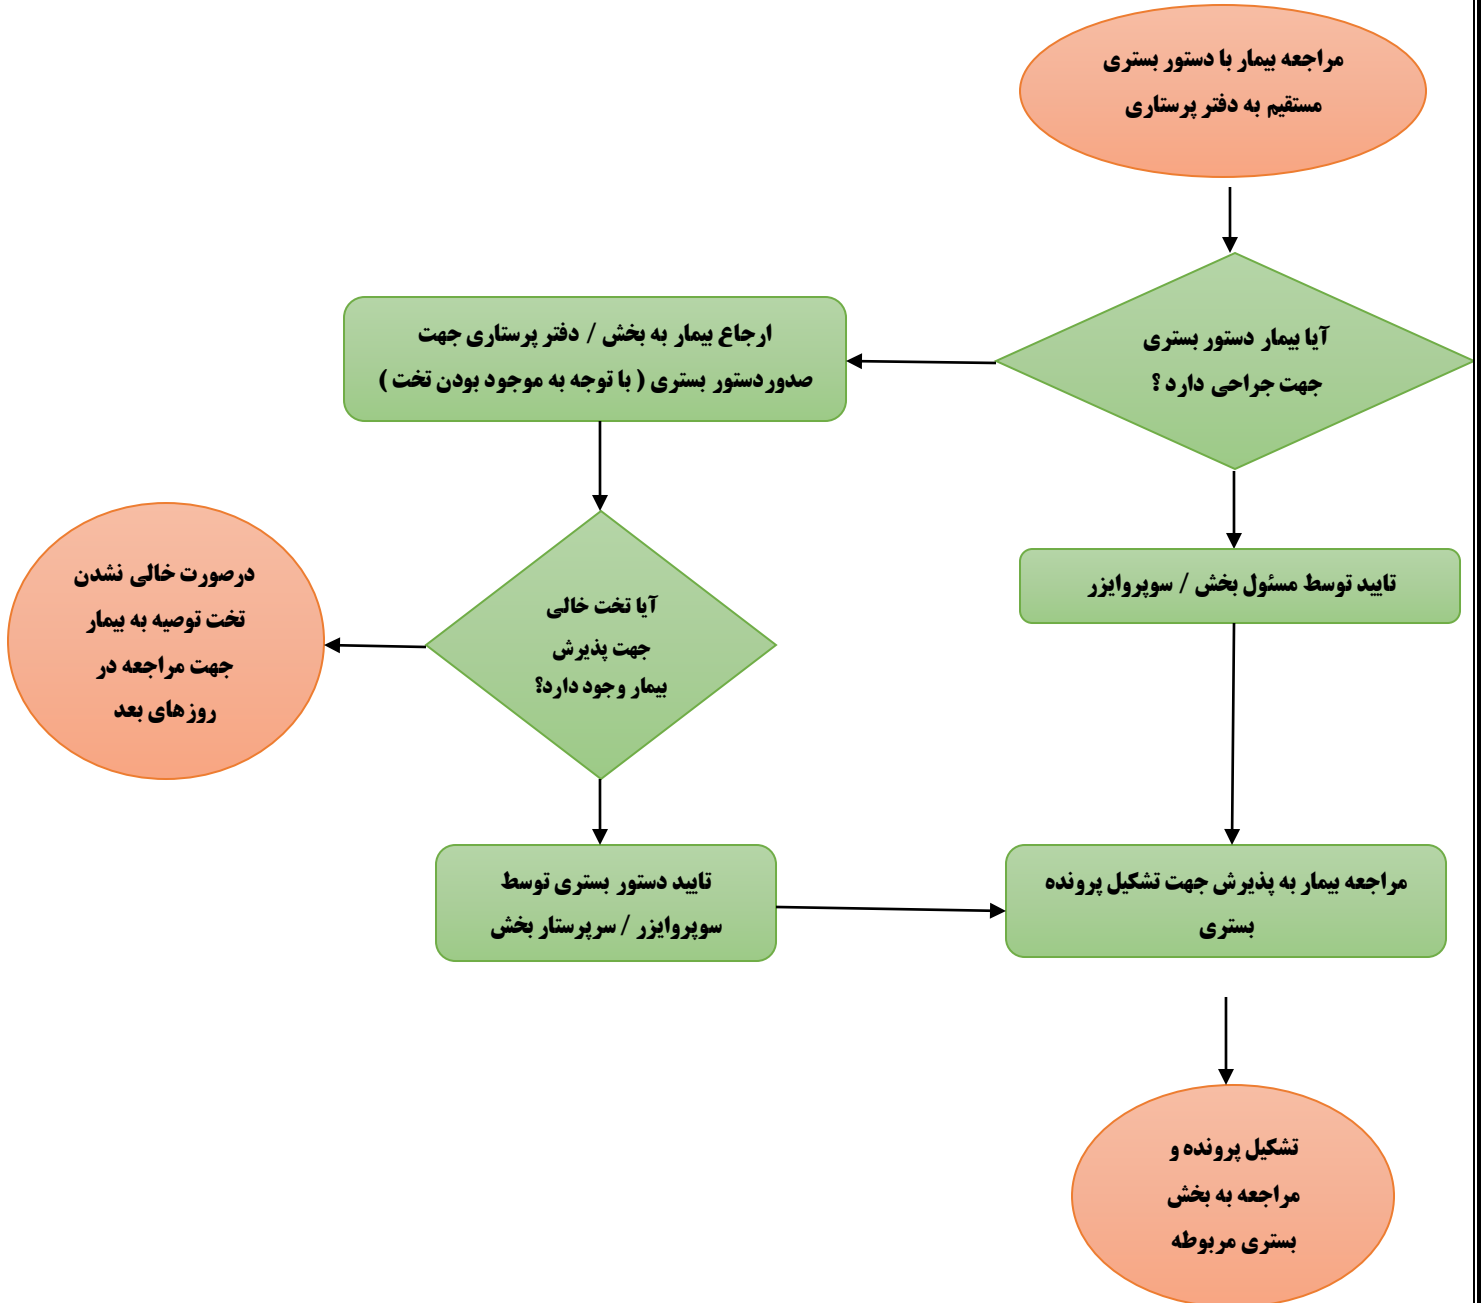 مراجعه بیمار با دستور بستری
مستقیم به دفتر پرستاری
آیا بیمار دستور بستری
جهت جراحی دارد ؟
ارجاع بیمار به بخش / دفتر پرستاری جهت
صدوردستور بستری ( با توجه به موجود بودن تخت )
تایید توسط مسئول بخش / سوپروایزر
آیا تخت خالی
جهت پذیرش
بیمار وجود دارد؟
درصورت خالی نشدن
تخت توصیه به بیمار
جهت مراجعه در
روزهای بعد
تایید دستور بستری توسط
سوپروایزر / سرپرستار بخش
مراجعه بیمار به پذیرش جهت تشکیل پرونده
بستری
تشکیل پرونده و
مراجعه به بخش
بستری مربوطه